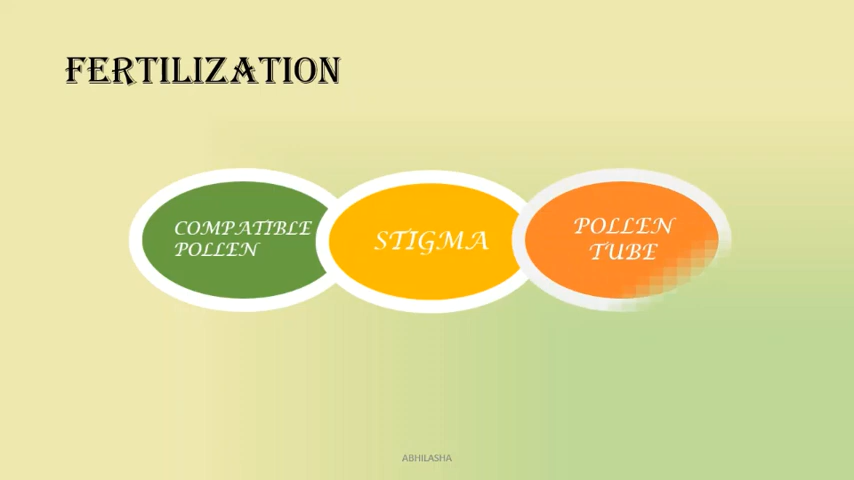 FERTILIZATION
COMPATIBLE
POLLEN
STIGMA
POLLEN
TUBE
ABHILASHA